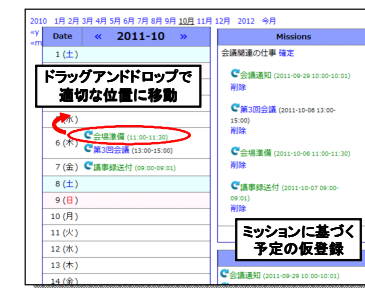 2010 1月 2月 3月 4月 5月 6月 7月 8月 9月 10月 11月 12月 2012 今月
«y
«m
Date « 2011-10 »
1 (土)
ドラッグアンドドロップで
適切な位置に移動
(水)
6 (木) 会場準備 (11:00-11:30)
第3回会議 (13:00-15:00)
7 (金) 議事録送付 (09:00-09:01)
8 (土)
9 (日)
10 (月)
11 (火)
12 (水)
13 (木)
14 (金)
Missions
会議関連の仕事 確定
会議通知 (2011-09-29 10:00-10:01)
削除
第3回会議 (2011-10-06 13:00-
15:00)
削除
会場準備 (2011-10-06 11:00-11:30)
削除
議事録送付 (2011-10-07 09:00-
09:01)
削除
ミッションに基づく
予定の仮登録
会議通知 (2011-09-29 10:00-10:01)